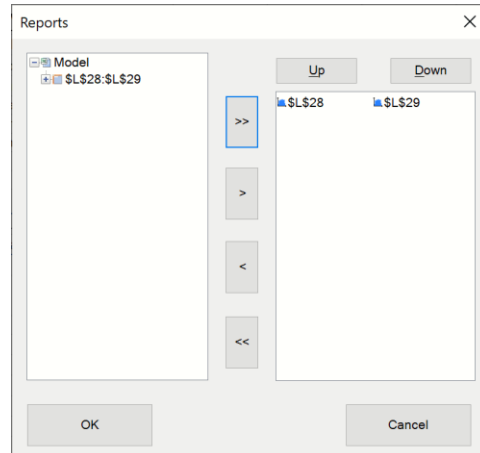 Reports
Model
$L$28:$L$29
Up Down
$L$28 $L$29
>>
>
<
<<
OK Cancel